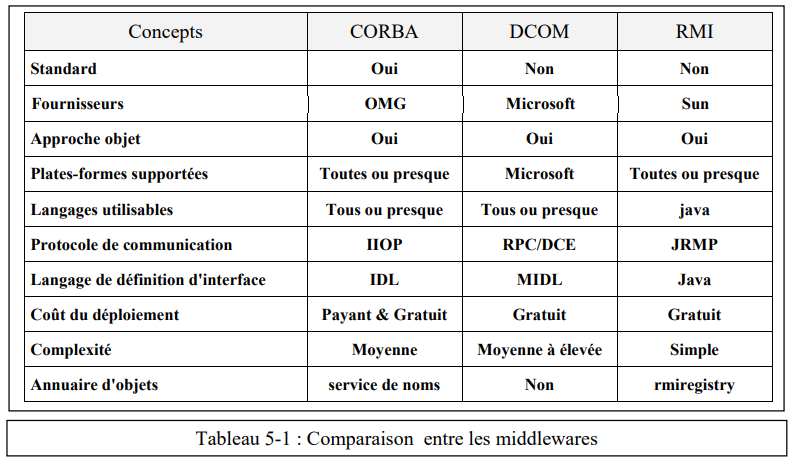 Concepts CORBA DCOM RMI
Standard Oui Non Non
Fournisseurs OMG Microsoft Sun
Approche objet Oui Oui Oui
Plates-formes supportées Toutes ou presque Microsoft Toutes ou presque
Langages utilisables Tous ou presque Tous ou presque java
Protocole de communication IIOP RPC/DCE JRMP
Langage de définition d'interface IDL MIDL Java
Coût du déploiement Payant & Gratuit Gratuit Gratuit
Complexité Moyenne Moyenne à élevée Simple
Annuaire d'objets service de noms Non rmiregistry
Tableau 5-1 : Comparaison entre les middlewares